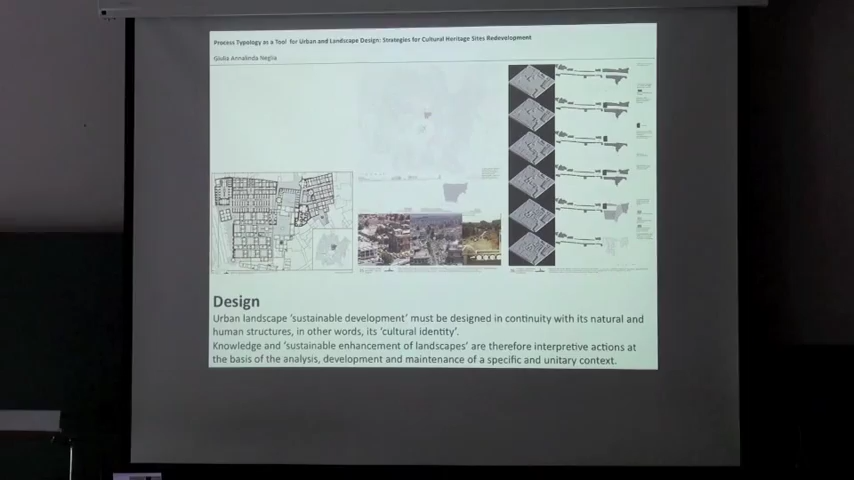 Process Typology as a Tool for Urban and Landscape Design: Strategies for Cultural Heritage Sites Redevelopment
Giulia Annalinda Neglia
Design
Urban landscape 'sustainable development' must be designed in continuity with its natural and
human structures, in other words, its 'cultural identity'.
Knowledge and 'sustainable enhancement of landscapes' are therefore interpretive actions at
the basis of the analysis, development and maintenance of a specific and unitary context.